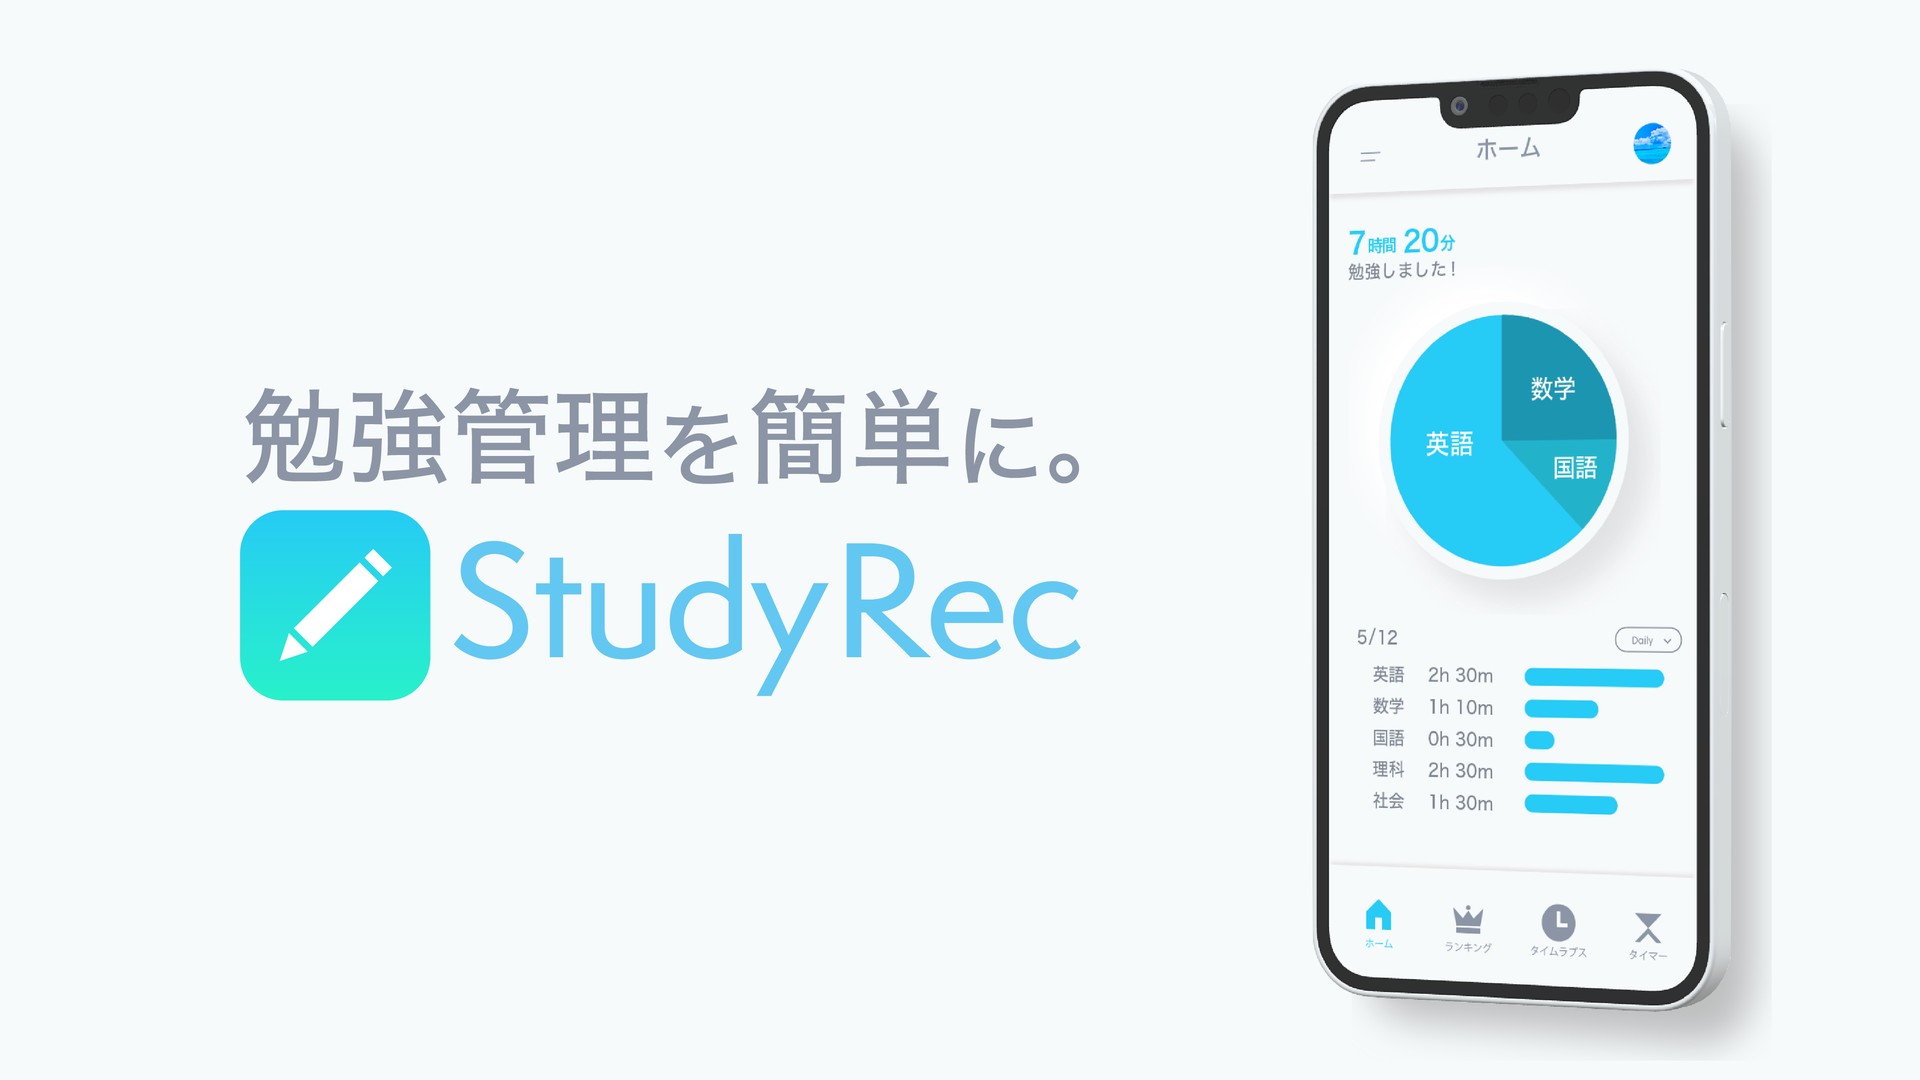 勉強管理を簡単に。
StudyRec
ホーム
7時間 20分
勉強しました！
数学
英語
国語
5/12
Daily
英語 2h 30m
数学 1h 10m
国語 0h 30m
理科 2h 30m
社会 1h 30m
ホーム ランキング タイムラプス タイマー